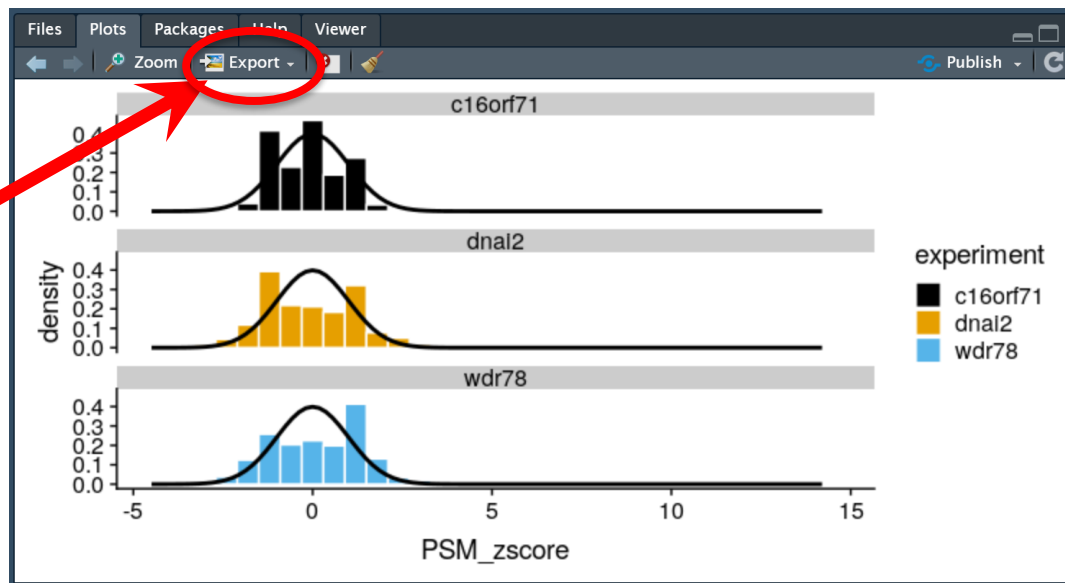 Files Plots Packages Help Viewer
Zoom Export Publish
c16orf71
0.4
0.3
0.2
0.1
0.0
dnal2
density
0.4
0.3
0.2
0.1
0.0
wdr78
0.4
0.3
0.2
0.1
0.0
-5 0 5 10 15
PSM_zscore
experiment
c16orf71
dnal2
wdr78